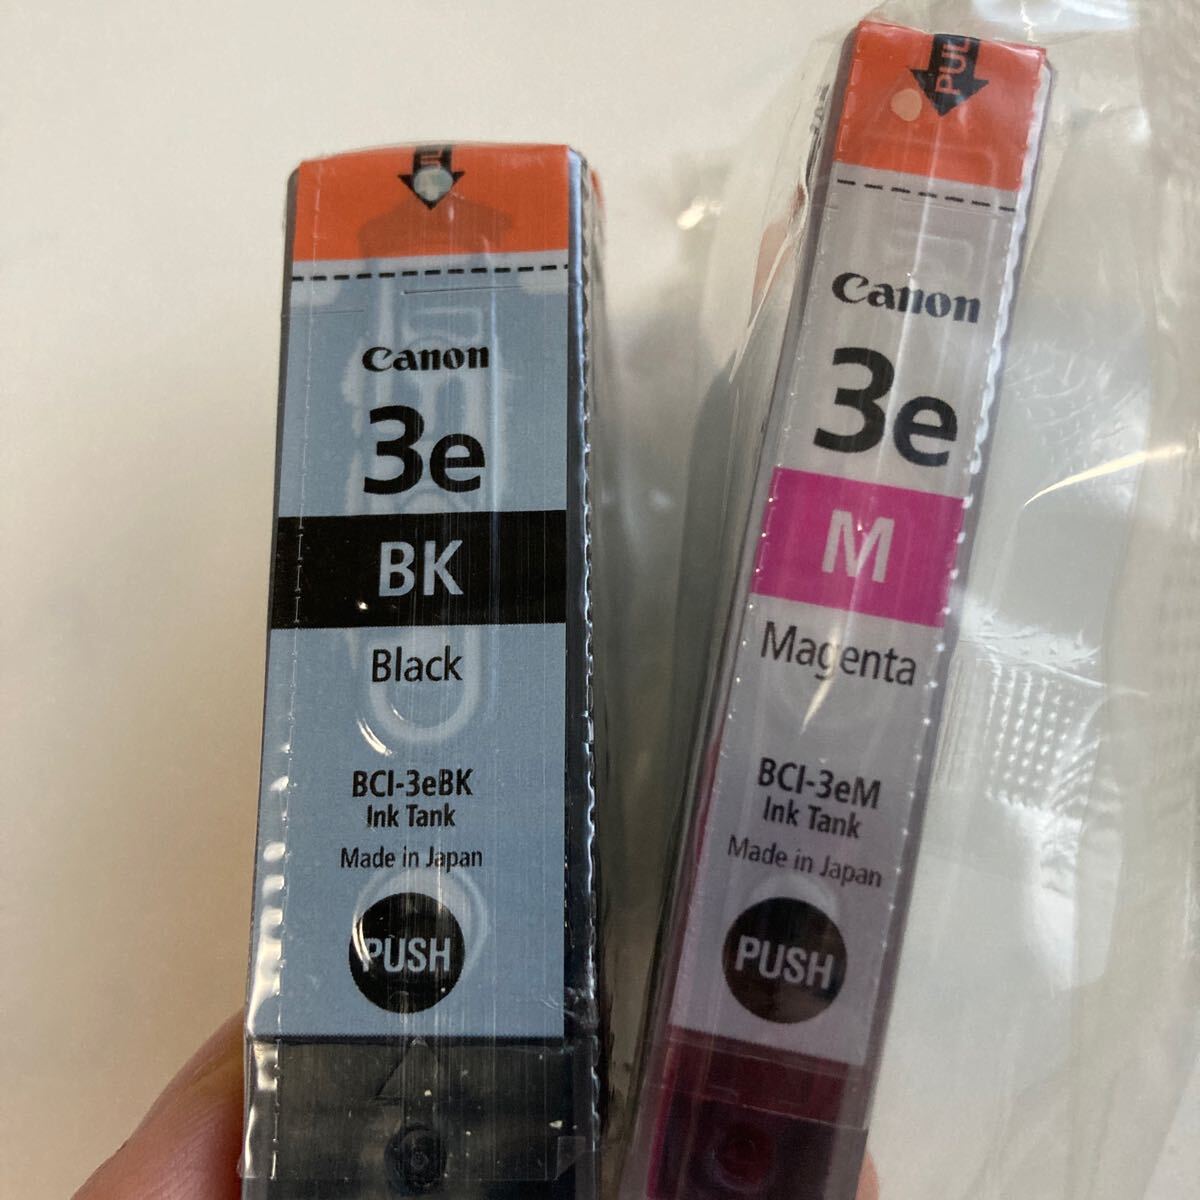 Canon
3e
BK
Black
BCI-3eBK
Ink Tank
Made in Japan
PUSH
PUL
Canon
3e
M
Magenta
BCI-3eM
Ink Tank
Made in Japan
PUSH